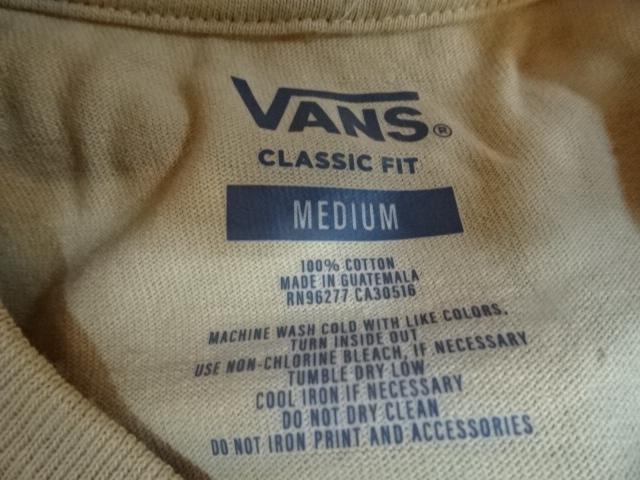 VANS®
CLASSIC FIT
MEDIUM
100% COTTON
MADE IN GUATEMALA
RN96277 CA30516
MACHINE WASH COLD WITH LIKE COLORS.
TURN INSIDE OUT
USE NON-CHLORINE BLEACH, IF NECESSARY
TUMBLE DRY LOW
COOL IRON IF NECESSARY
DO NOT DRY CLEAN
DO NOT IRON PRINT AND ACCESSORIES